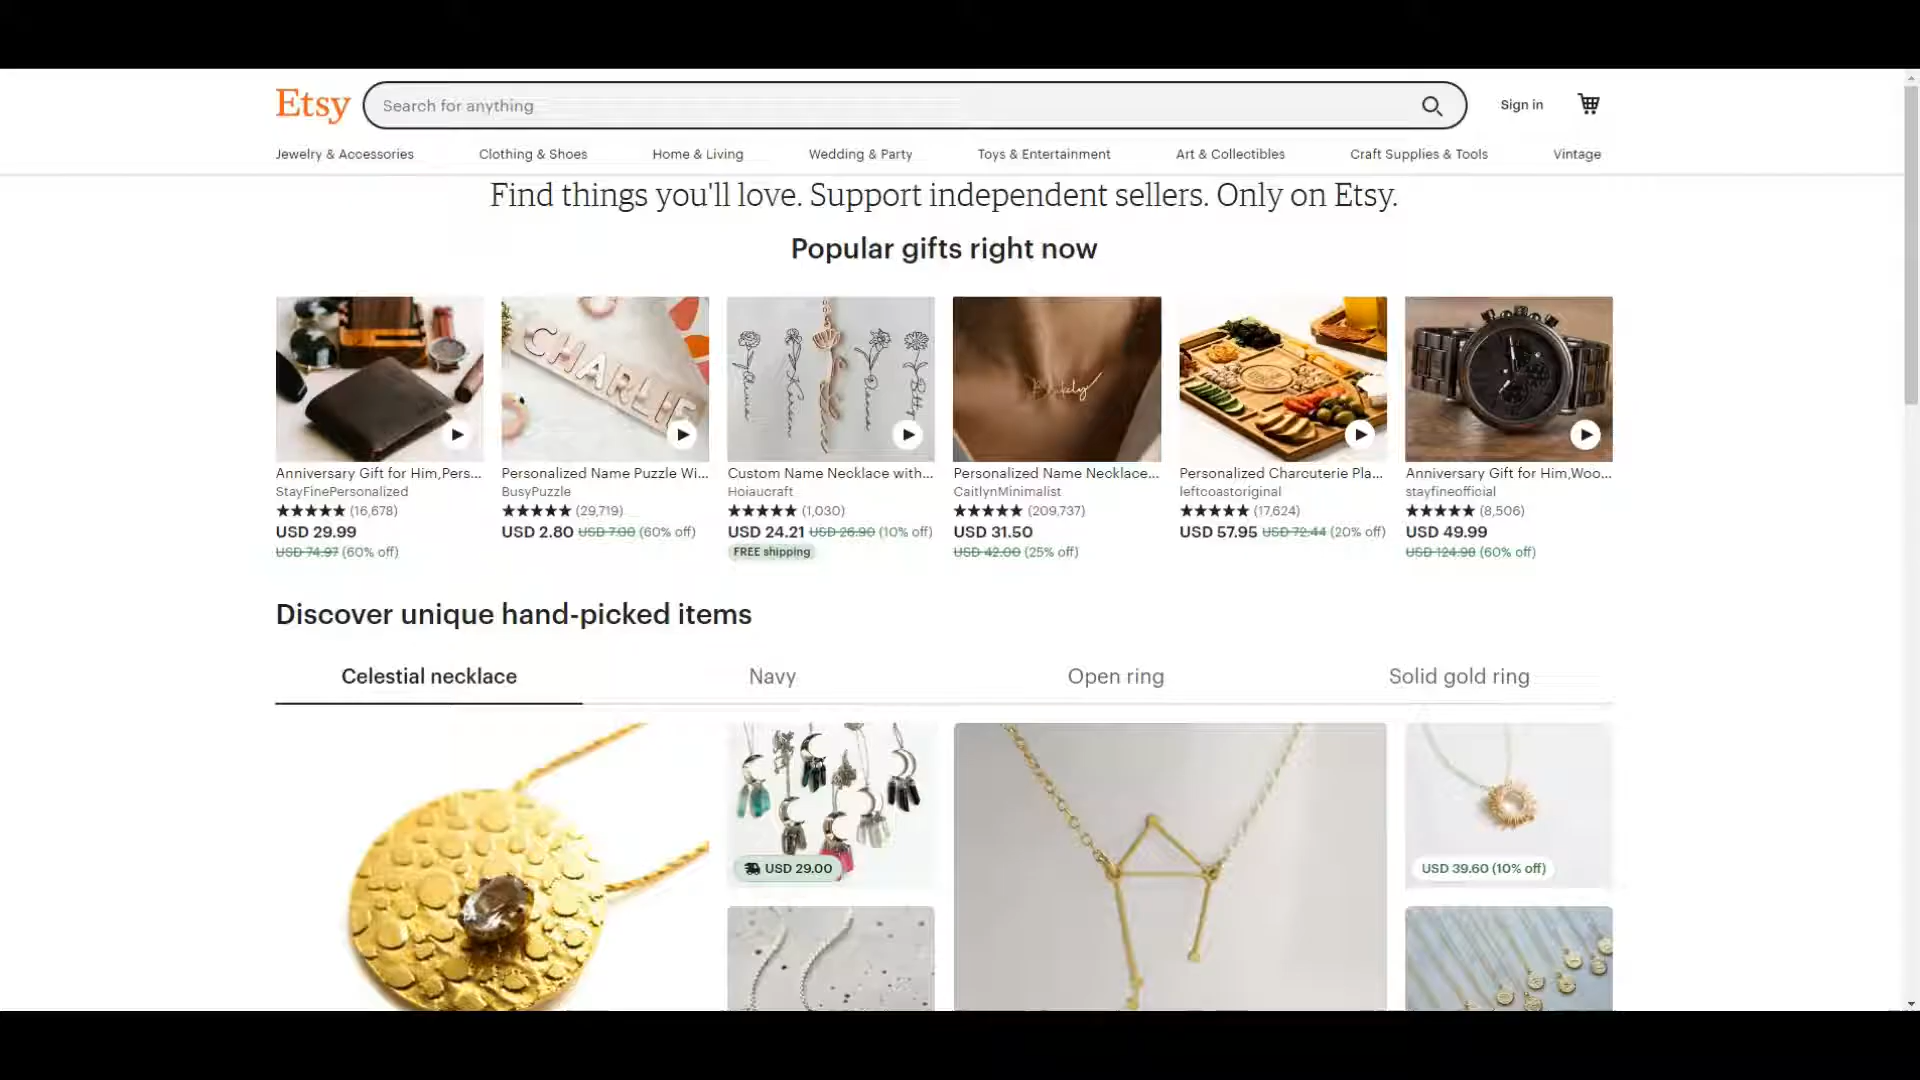 Etsy
Search for anything
Sign in
Jewelry & Accessories
Clothing & Shoes
Home & Living
Wedding & Party
Toys & Entertainment
Art & Collectibles
Craft Supplies & Tools
Vintage
Find things you'll love. Support independent sellers. Only on Etsy.
Popular gifts right now
CHARLIE
Anniversary Gift for Him,Pers...
StayFinePersonalized
(16,678)
USD 29.99
USD 74.97 (60% off)
Personalized Name Puzzle Wi...
BusyPuzzle
(29,719)
USD 2.80 USD 7.00 (60% off)
Custom Name Necklace with...
Hoiaucraft
(1,030)
USD 24.21 USD 26.90 (10% off)
FREE shipping
Personalized Name Necklace...
CaitlynMinimalist
(209,737)
USD 31.50
USD 42.00 (25% off)
Personalized Charcuterie Pla...
leftcoastoriginal
(17,624)
USD 57.95 USD 72.44 (20% off)
Anniversary Gift for Him,Woo...
stayfineofficial
(8,506)
USD 49.99
USD 124.98 (60% off)
Discover unique hand-picked items
Celestial necklace
Navy
Open ring
Solid gold ring
USD 29.00
USD 39.60 (10% off)